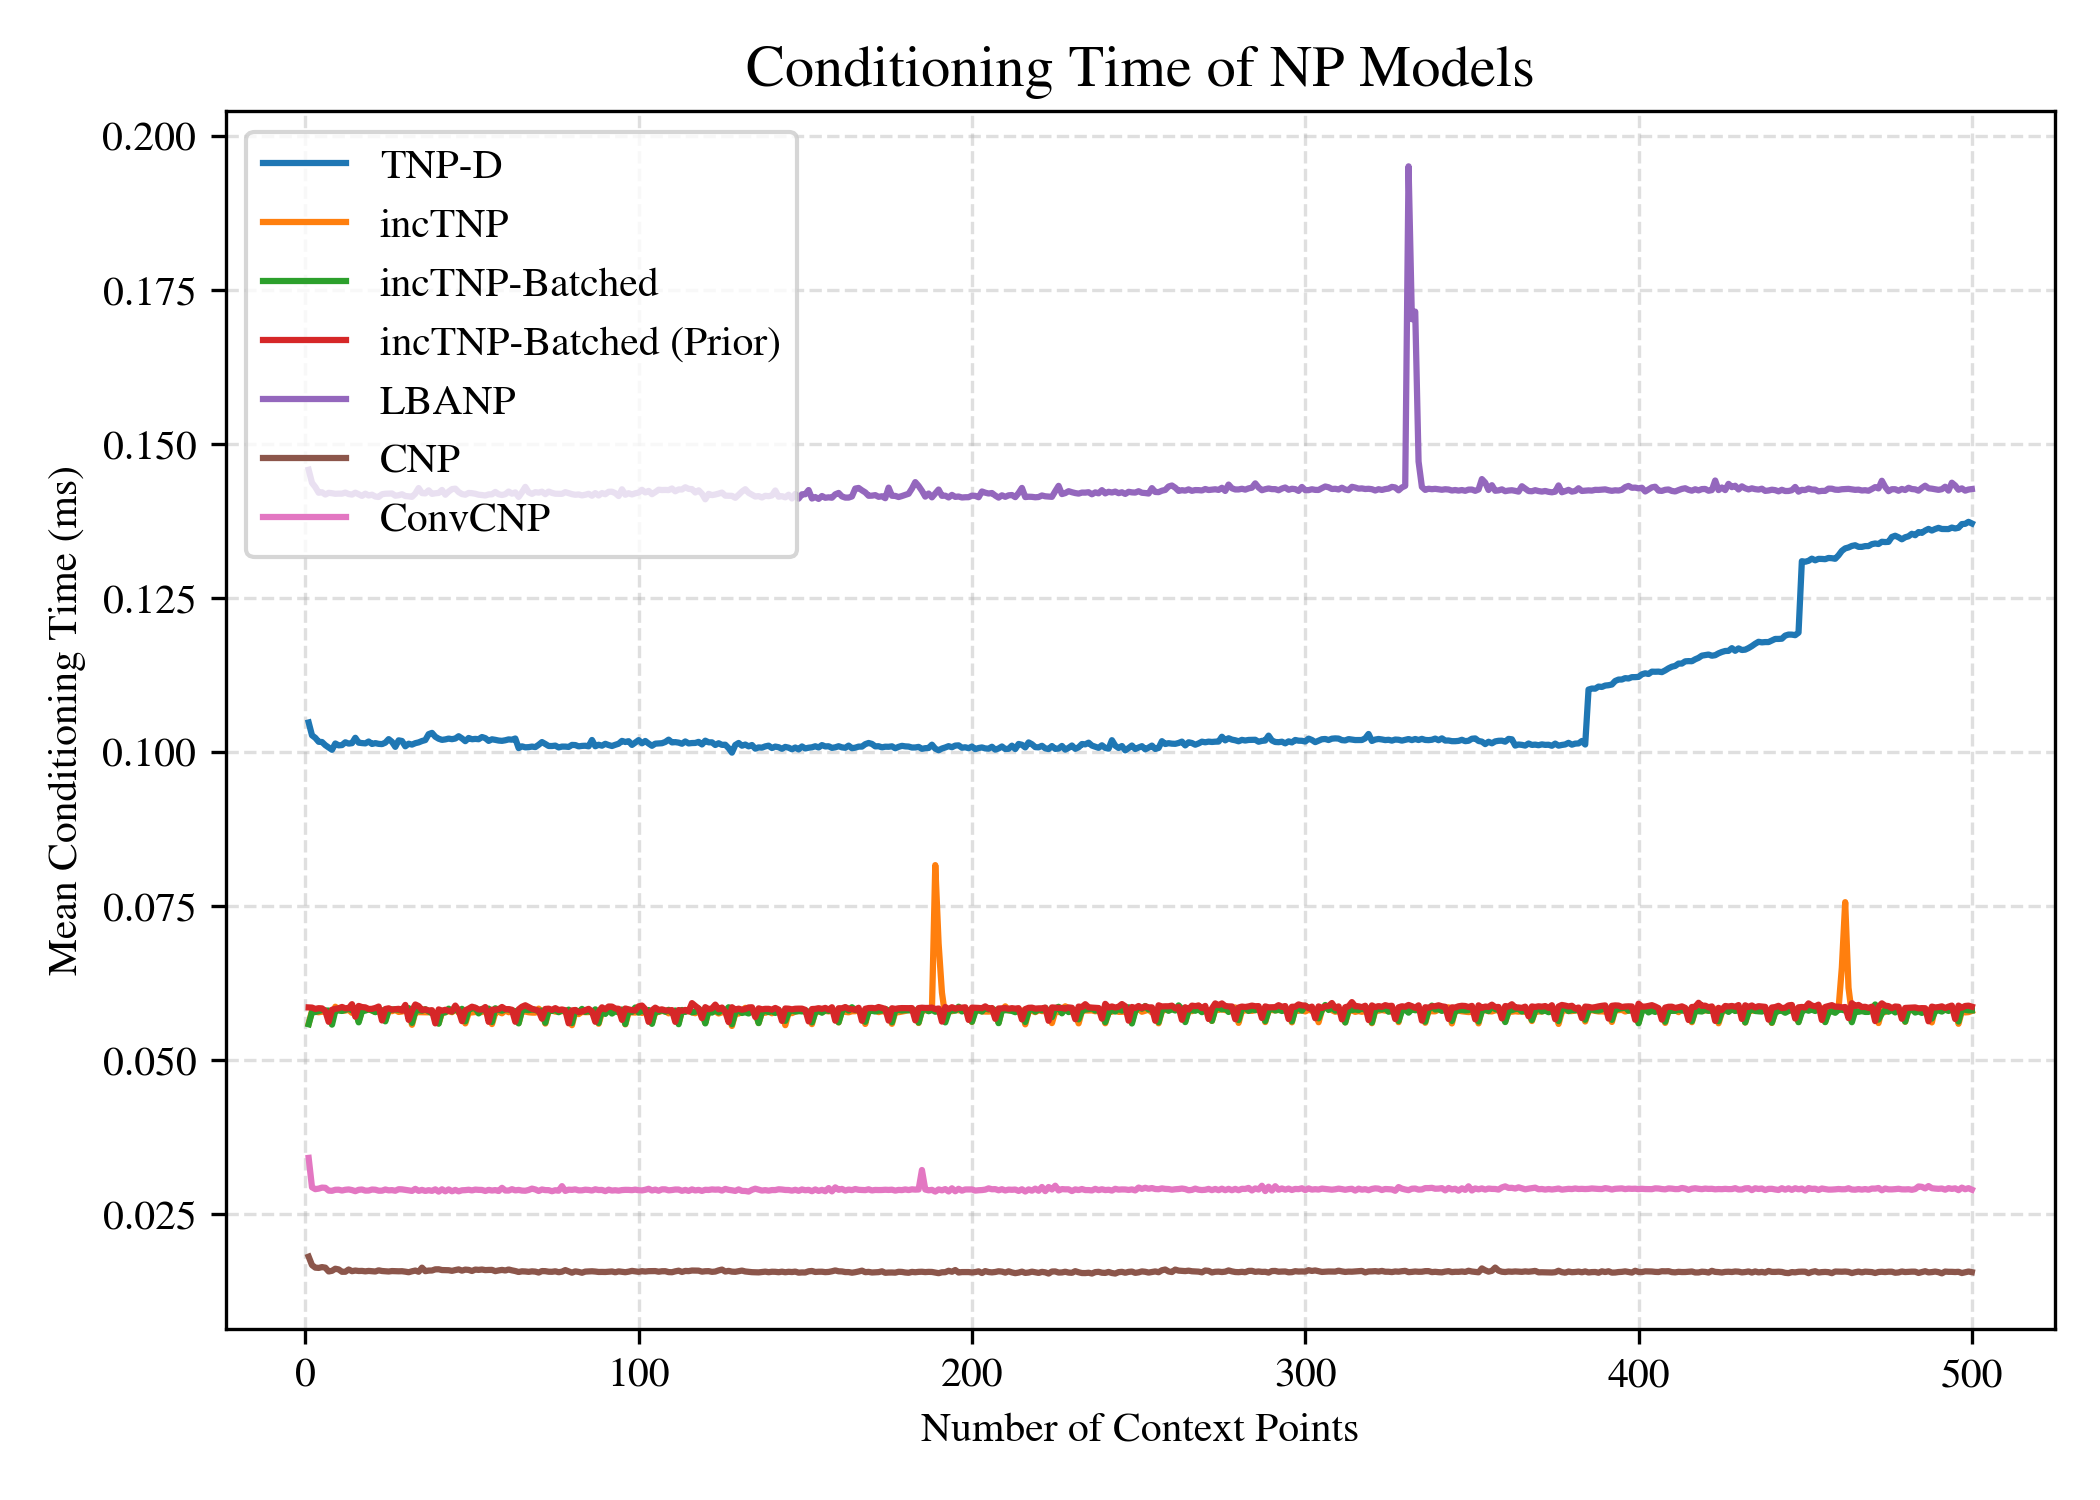 Conditioning Time of NP Models
Mean Conditioning Time (ms)
0.200
0.175
0.150
0.125
0.100
0.075
0.050
0.025
TNP-D
incTNP
incTNP-Batched
incTNP-Batched (Prior)
LBANP
CNP
ConvCNP
0
100
200
300
400
500
Number of Context Points